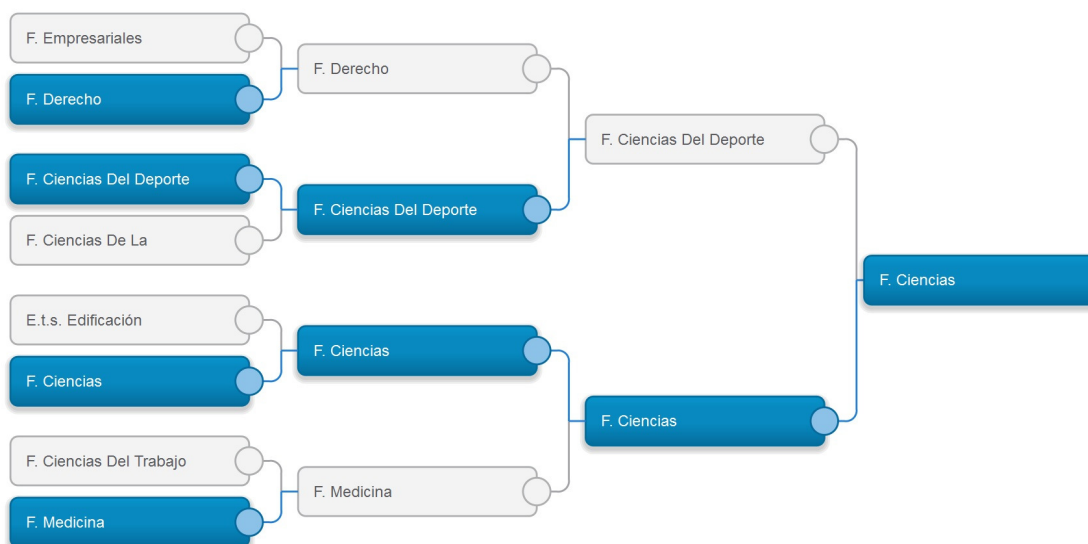 F. Empresariales
F. Derecho
F. Ciencias Del Deporte
F. Ciencias De La
E.t.s. Edificación
F. Ciencias
F. Ciencias Del Trabajo
F. Medicina
F. Derecho
F. Ciencias Del Deporte
F. Ciencias
F. Medicina
F. Ciencias Del Deporte
F. Ciencias
F. Ciencias